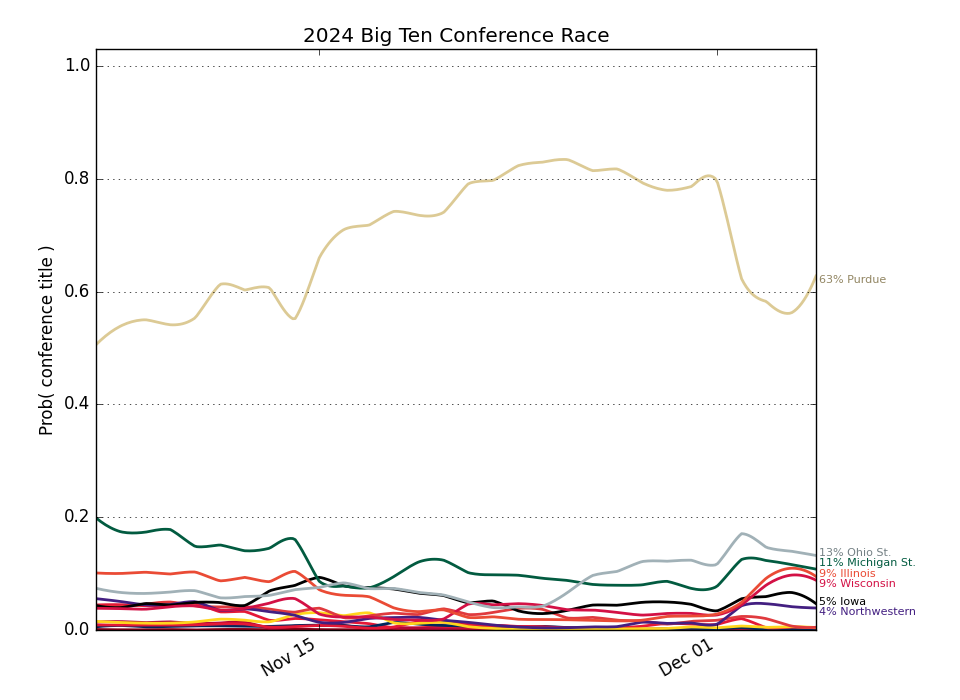 2024 Big Ten Conference Race
Prob( conference title )
1.0
0.8
0.6
0.4
0.2
0.0
Nov 15
Dec 01
63% Purdue
13% Ohio St.
11% Michigan St.
9% Illinois
9% Wisconsin
5% Iowa
4% Northwestern